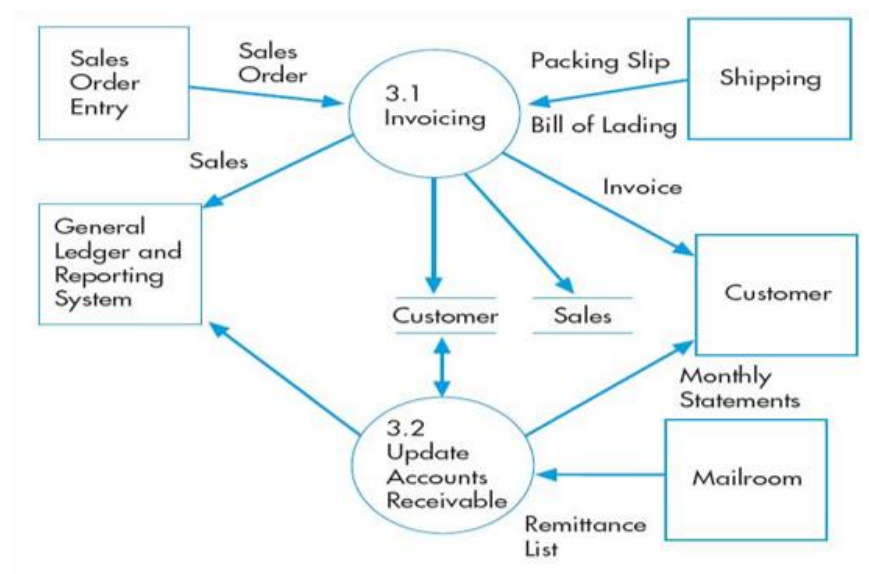 Sales
Order
Entry
Sales
Order
3.1
Invoicing
Packing Slip
Bill of Lading
Shipping
Sales
Invoice
General
Ledger and
Reporting
System
Customer
Sales
Customer
Monthly
Statements
3.2
Update
Accounts
Receivable
Mailroom
Remittance
List